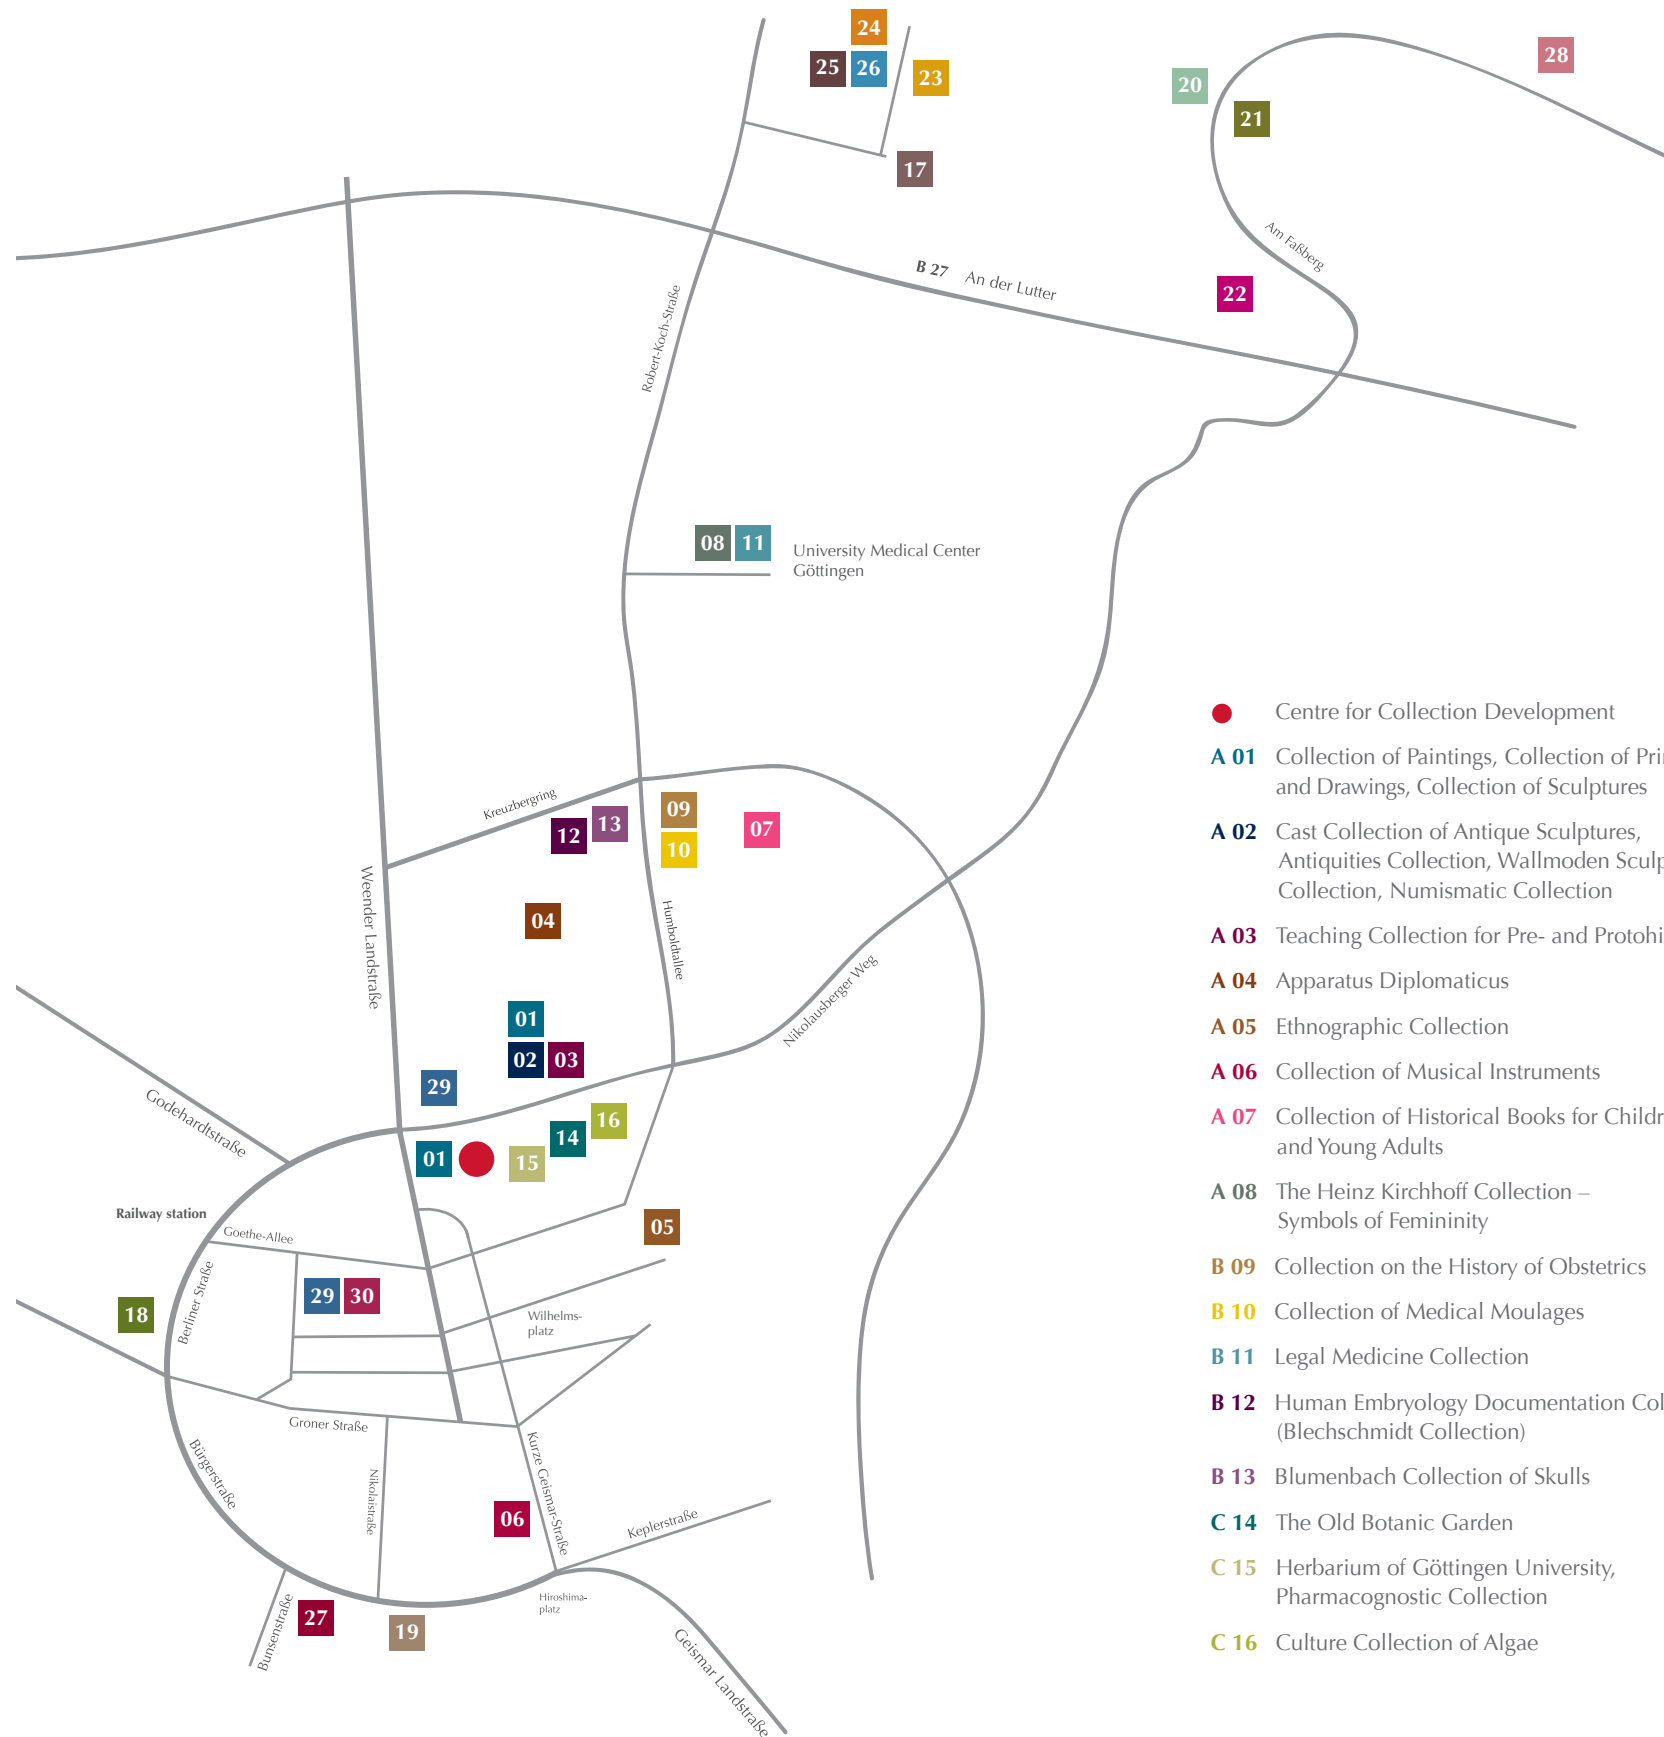 24
25
26
23
28
20
21
17
Am Faßberg
B 27 An der Lutter
22
Robert-Koch-Straße
08
11
University Medical Center
Göttingen
Kreuzbergring
12
13
09
10
07
Weender Landstraße
04
Humboldtallee
Nikolausberger Weg
01
02
03
29
Godehardtstraße
16
14
15
01
Railway station
Goethe-Allee
05
Berliner Straße
29
30
18
Wilhelms-
platz
Groner Straße
Bürgerstraße
Nikolaistraße
Kurze Geismar-Straße
06
Keplerstraße
Hiroshima-
platz
Bunsenstraße
27
19
Geismar Landstraße
Centre for Collection Development
A 01 Collection of Paintings, Collection of Pri
and Drawings, Collection of Sculptures
A 02 Cast Collection of Antique Sculptures,
Antiquities Collection, Wallmoden Sculp
Collection, Numismatic Collection
A 03 Teaching Collection for Pre- and Protohi
A 04 Apparatus Diplomaticus
A 05 Ethnographic Collection
A 06 Collection of Musical Instruments
A 07 Collection of Historical Books for Childr
and Young Adults
A 08 The Heinz Kirchhoff Collection –
Symbols of Femininity
B 09 Collection on the History of Obstetrics
B 10 Collection of Medical Moulages
B 11 Legal Medicine Collection
B 12 Human Embryology Documentation Col
(Blechschmidt Collection)
B 13 Blumenbach Collection of Skulls
C 14 The Old Botanic Garden
C 15 Herbarium of Göttingen University,
Pharmacognostic Collection
C 16 Culture Collection of Algae